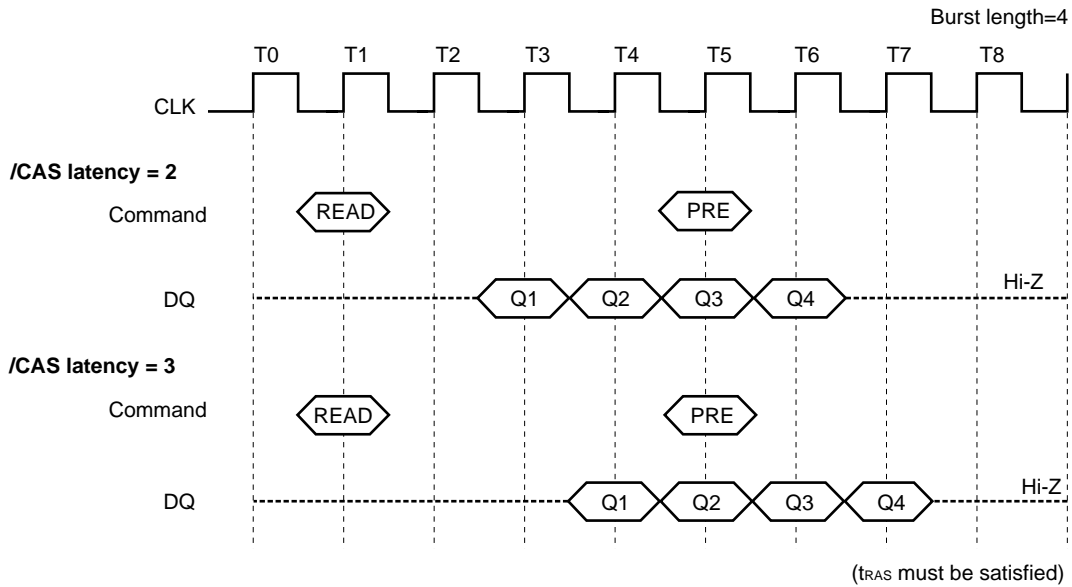 Burst length=4
T0 T1 T2 T3 T4 T5 T6 T7 T8
CLK
/CAS latency = 2
Command READ PRE
DQ Q1 Q2 Q3 Q4 Hi-Z
/CAS latency = 3
Command READ PRE
DQ Q1 Q2 Q3 Q4 Hi-Z
(tRAS must be satisfied)